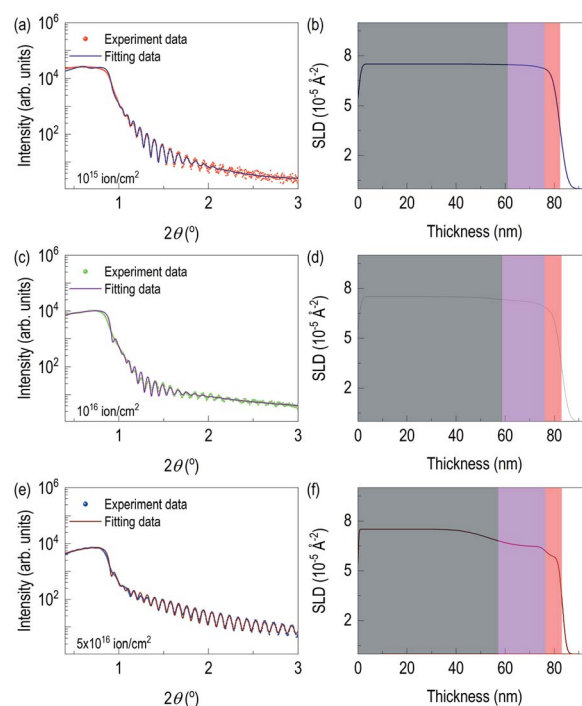 (a)
10⁶
10⁴
10²
Intensity (arb. units)
Experiment data
Fitting data
10¹⁵ ion/cm²
1 2 3
2θ (º)
(b)
8
5
2
SLD (10⁻⁵ Å⁻²)
0 20 40 60 80
Thickness (nm)
(c)
10⁶
10⁴
10²
Intensity (arb. units)
Experiment data
Fitting data
10¹⁶ ion/cm²
1 2 3
2θ (º)
(d)
8
5
2
SLD (10⁻⁵ Å⁻²)
0 20 40 60 80
Thickness (nm)
(e)
10⁶
10⁴
10²
Intensity (arb. units)
Experiment data
Fitting data
5x10¹⁶ ion/cm²
1 2 3
2θ (º)
(f)
8
5
2
SLD (10⁻⁵ Å⁻²)
0 20 40 60 80
Thickness (nm)